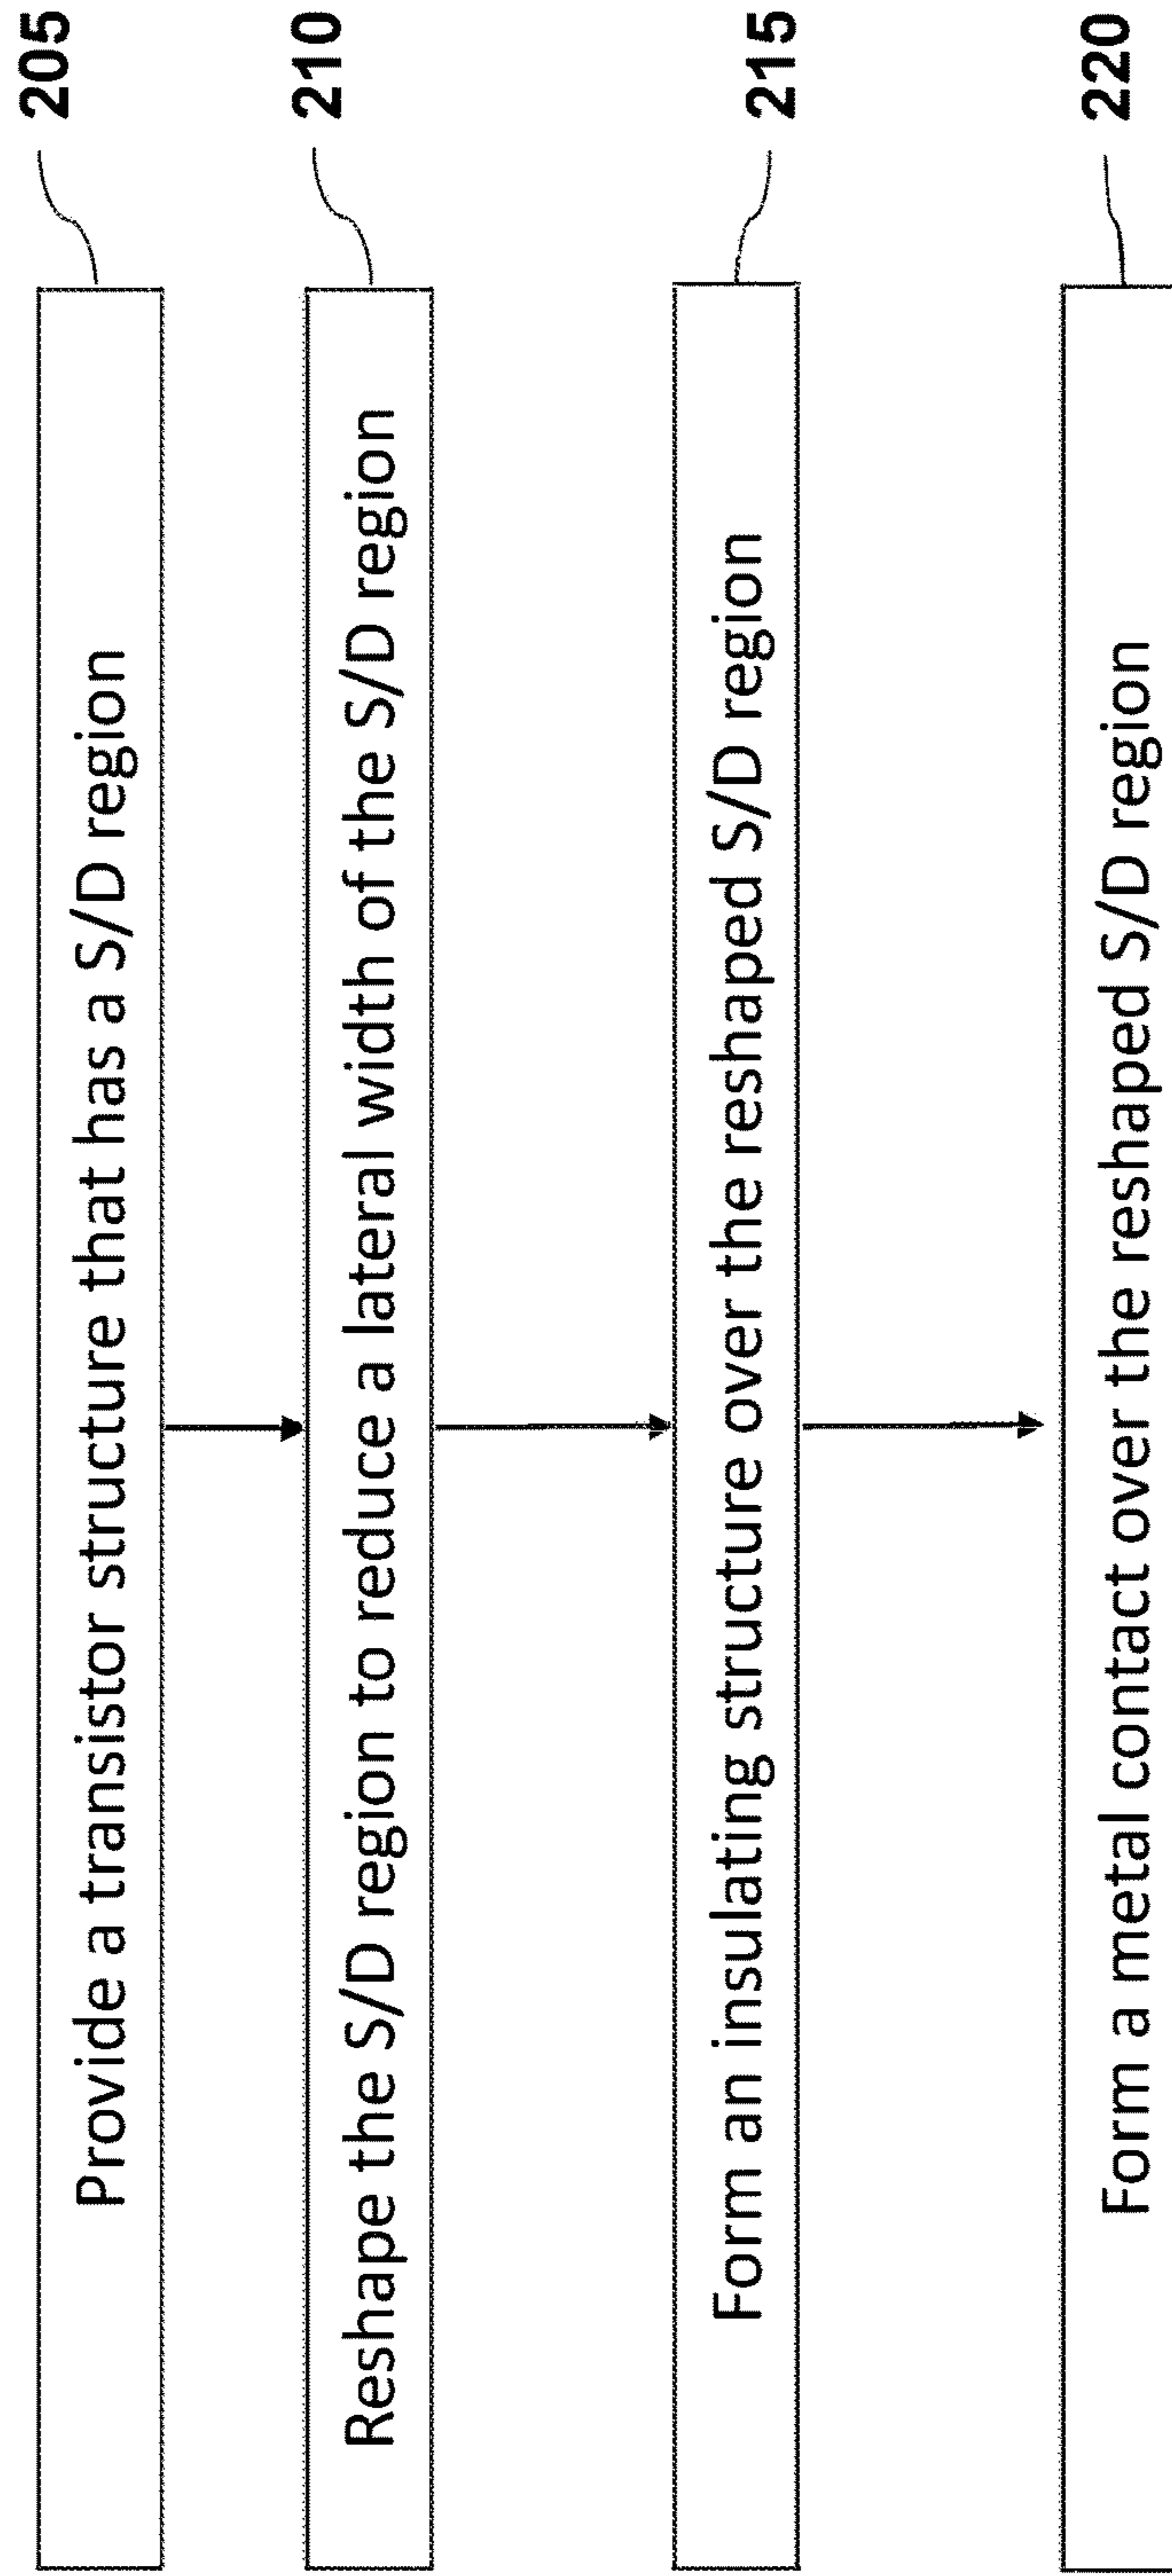 205
Provide a transistor structure that has a S/D region
210
Reshape the S/D region to reduce a lateral width of the S/D region
215
Form an insulating structure over the reshaped S/D region
220
Form a metal contact over the reshaped S/D region